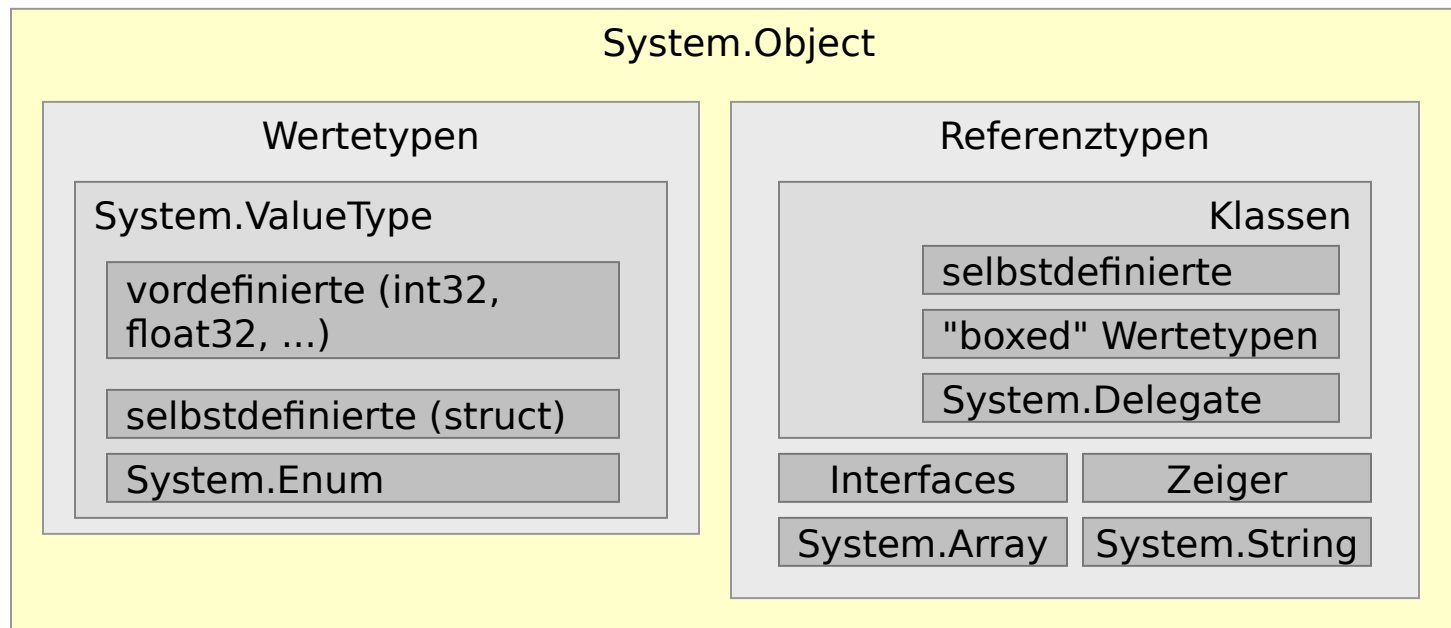 System.Object
Wertetypen
System.ValueType
vordefinierte (int32,
float32, ...)
selbstdefinierte (struct)
System.Enum
Referenztypen
Klassen
selbstdefinierte
"boxed" Wertetypen
System.Delegate
Interfaces
Zeiger
System.Array
System.String